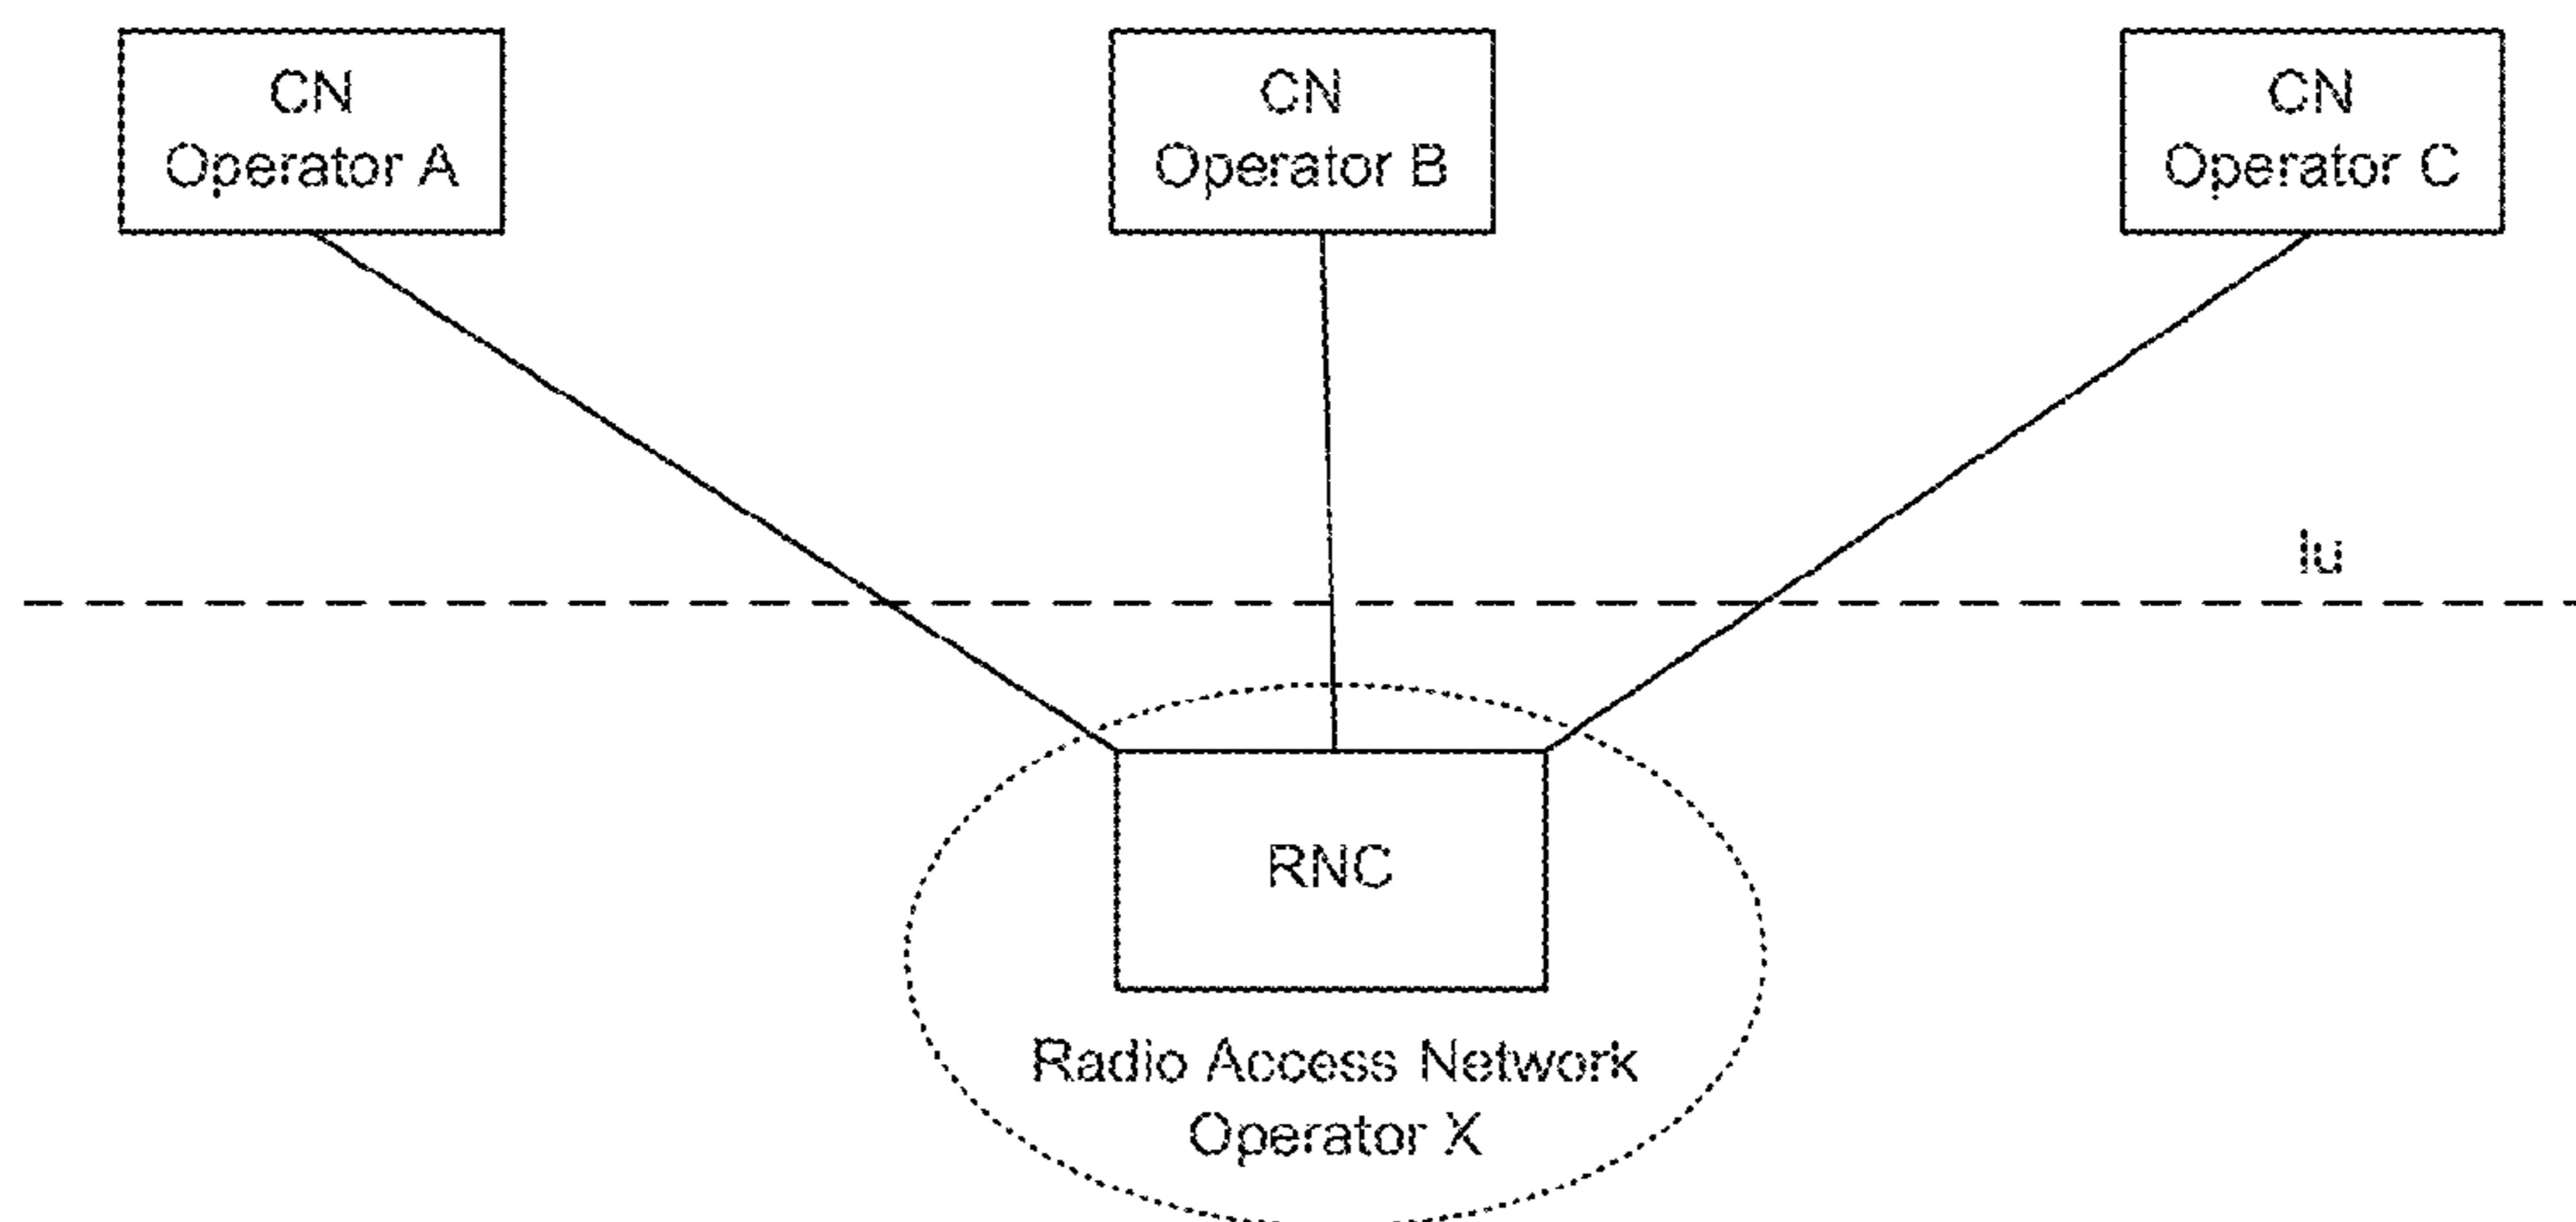 CN
Operator A
CN
Operator B
CN
Operator C
Iu
RNC
Radio Access Network
Operator X